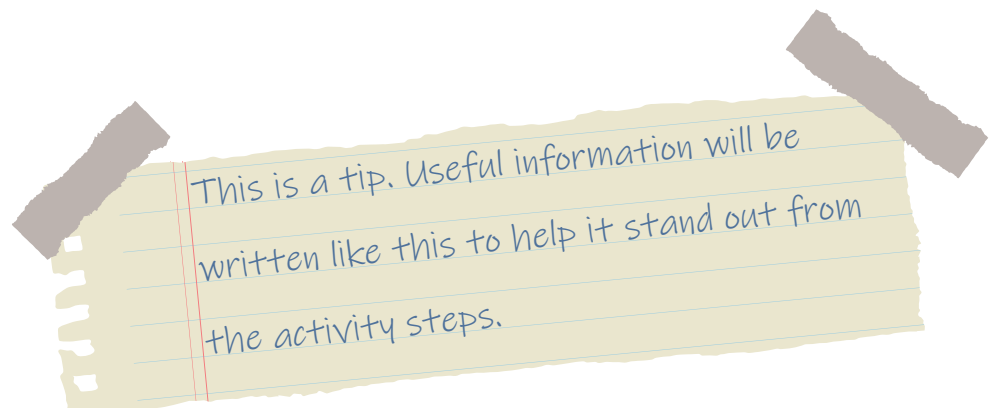 This is a tip. Useful information will be
written like this to help it stand out from
the activity steps.